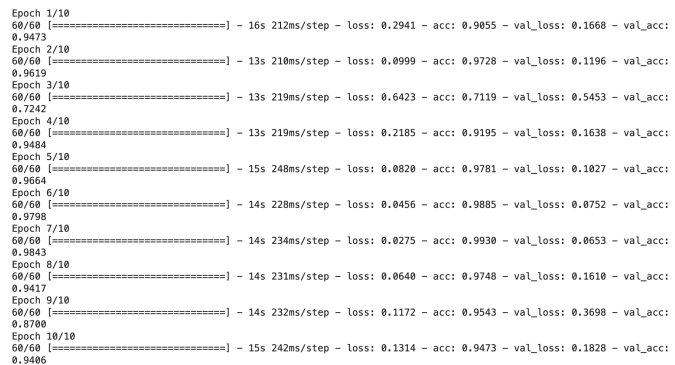 Epoch 1/10
60/60 [==============================] - 16s 212ms/step - loss: 0.2941 - acc: 0.9055 - val_loss: 0.1668 - val_acc:
0.9473
Epoch 2/10
60/60 [==============================] - 13s 210ms/step - loss: 0.0999 - acc: 0.9728 - val_loss: 0.1196 - val_acc:
0.9619
Epoch 3/10
60/60 [==============================] - 13s 219ms/step - loss: 0.6423 - acc: 0.7119 - val_loss: 0.5453 - val_acc:
0.7242
Epoch 4/10
60/60 [==============================] - 13s 219ms/step - loss: 0.2185 - acc: 0.9195 - val_loss: 0.1638 - val_acc:
0.9484
Epoch 5/10
60/60 [==============================] - 15s 248ms/step - loss: 0.0820 - acc: 0.9781 - val_loss: 0.1027 - val_acc:
0.9664
Epoch 6/10
60/60 [==============================] - 14s 228ms/step - loss: 0.0456 - acc: 0.9885 - val_loss: 0.0752 - val_acc:
0.9798
Epoch 7/10
60/60 [==============================] - 14s 234ms/step - loss: 0.0275 - acc: 0.9930 - val_loss: 0.0653 - val_acc:
0.9843
Epoch 8/10
60/60 [==============================] - 14s 231ms/step - loss: 0.0640 - acc: 0.9748 - val_loss: 0.1610 - val_acc:
0.9417
Epoch 9/10
60/60 [==============================] - 14s 232ms/step - loss: 0.1172 - acc: 0.9543 - val_loss: 0.3698 - val_acc:
0.8700
Epoch 10/10
60/60 [==============================] - 15s 242ms/step - loss: 0.1314 - acc: 0.9473 - val_loss: 0.1828 - val_acc:
0.9406